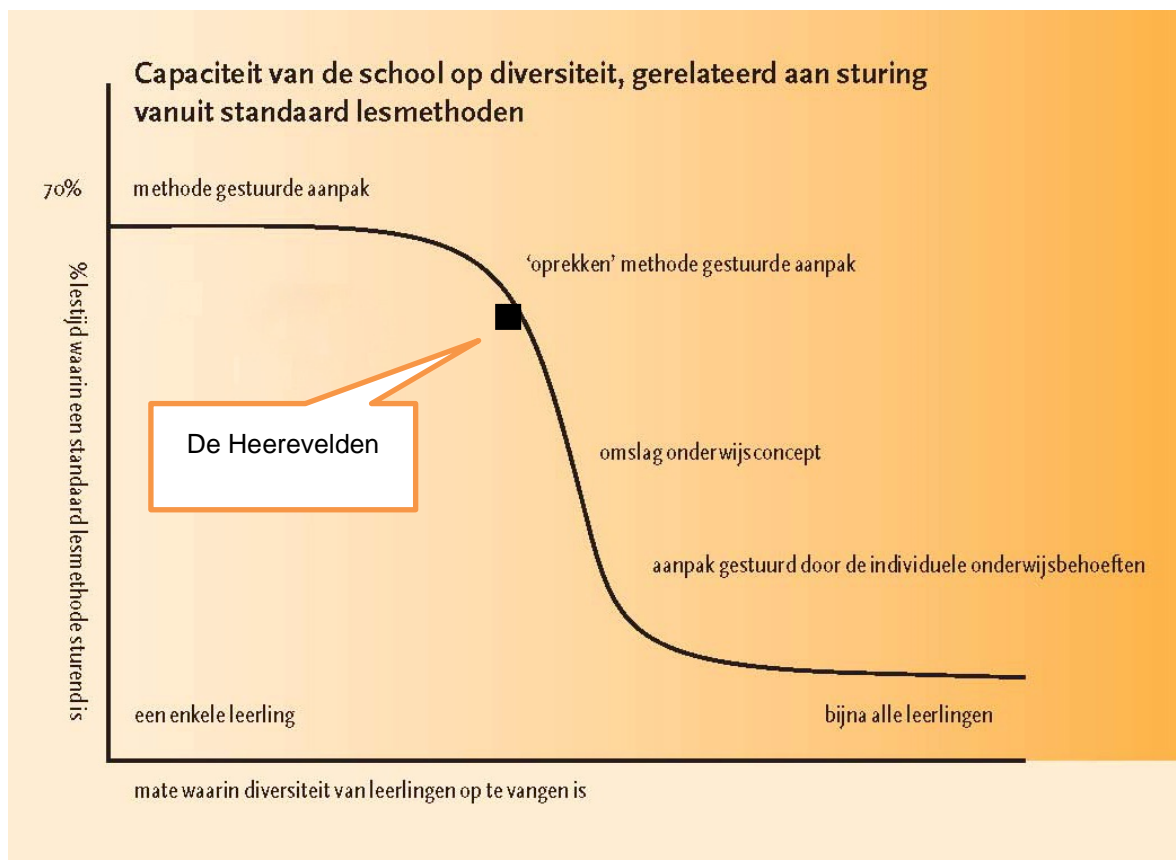 Capaciteit van de school op diversiteit, gerelateerd aan sturing
vanuit standaard lesmethoden
70%
methode gestuurde aanpak
'oprekken' methode gestuurde aanpak
% lestijd waarin een standaard lesmethode sturend is
De Heerevelden
omslag onderwijsconcept
aanpak gestuurd door de individuele onderwijsbehoeften
een enkele leerling
bijna alle leerlingen
mate waarin diversiteit van leerlingen op te vangen is